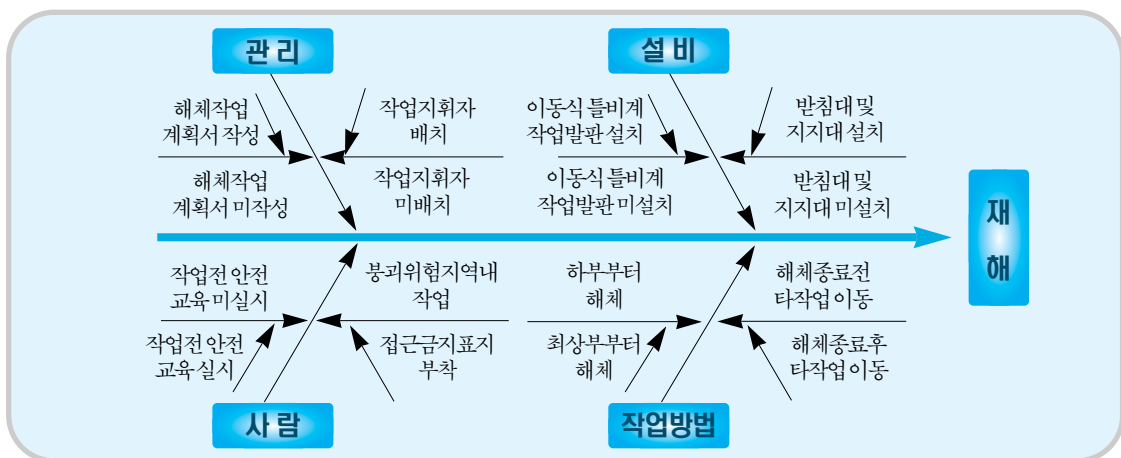 관 리
설 비
해체작업
계획서 작성
작업지휘자
배치
이동식 틀비계
작업발판 설치
받침대 및
지지대 설치
해체작업
계획서 미작성
작업지휘자
미배치
이동식 틀비계
작업발판 미설치
받침대 및
지지대 미설치
재
해
작업전 안전
교육 미실시
붕괴위험지역내
작업
하부부터
해체
해체종료전
타작업 이동
작업전 안전
교육 실시
접근금지표지
부착
최상부부터
해체
해체종료후
타작업 이동
사 람
작업방법